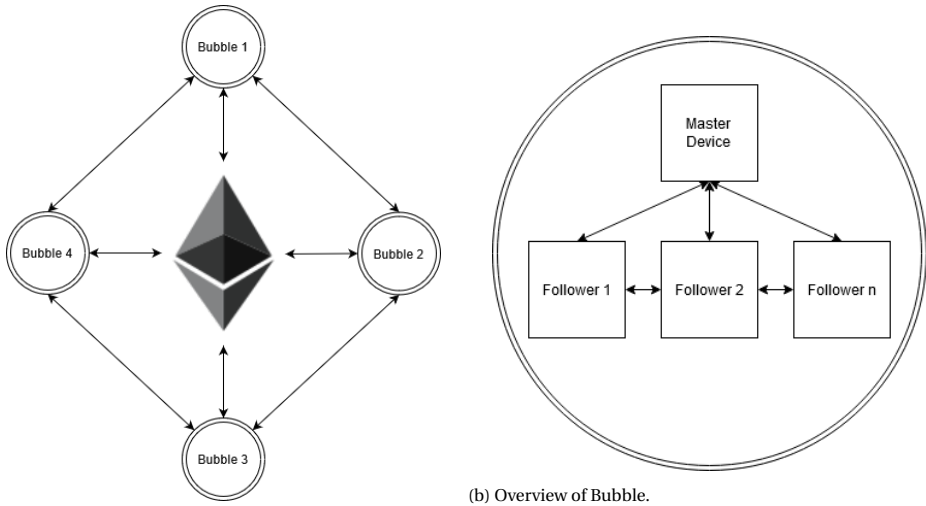 Bubble 1
Bubble 4
Bubble 2
Bubble 3
Master
Device
Follower 1
Follower 2
Follower n
(b) Overview of Bubble.